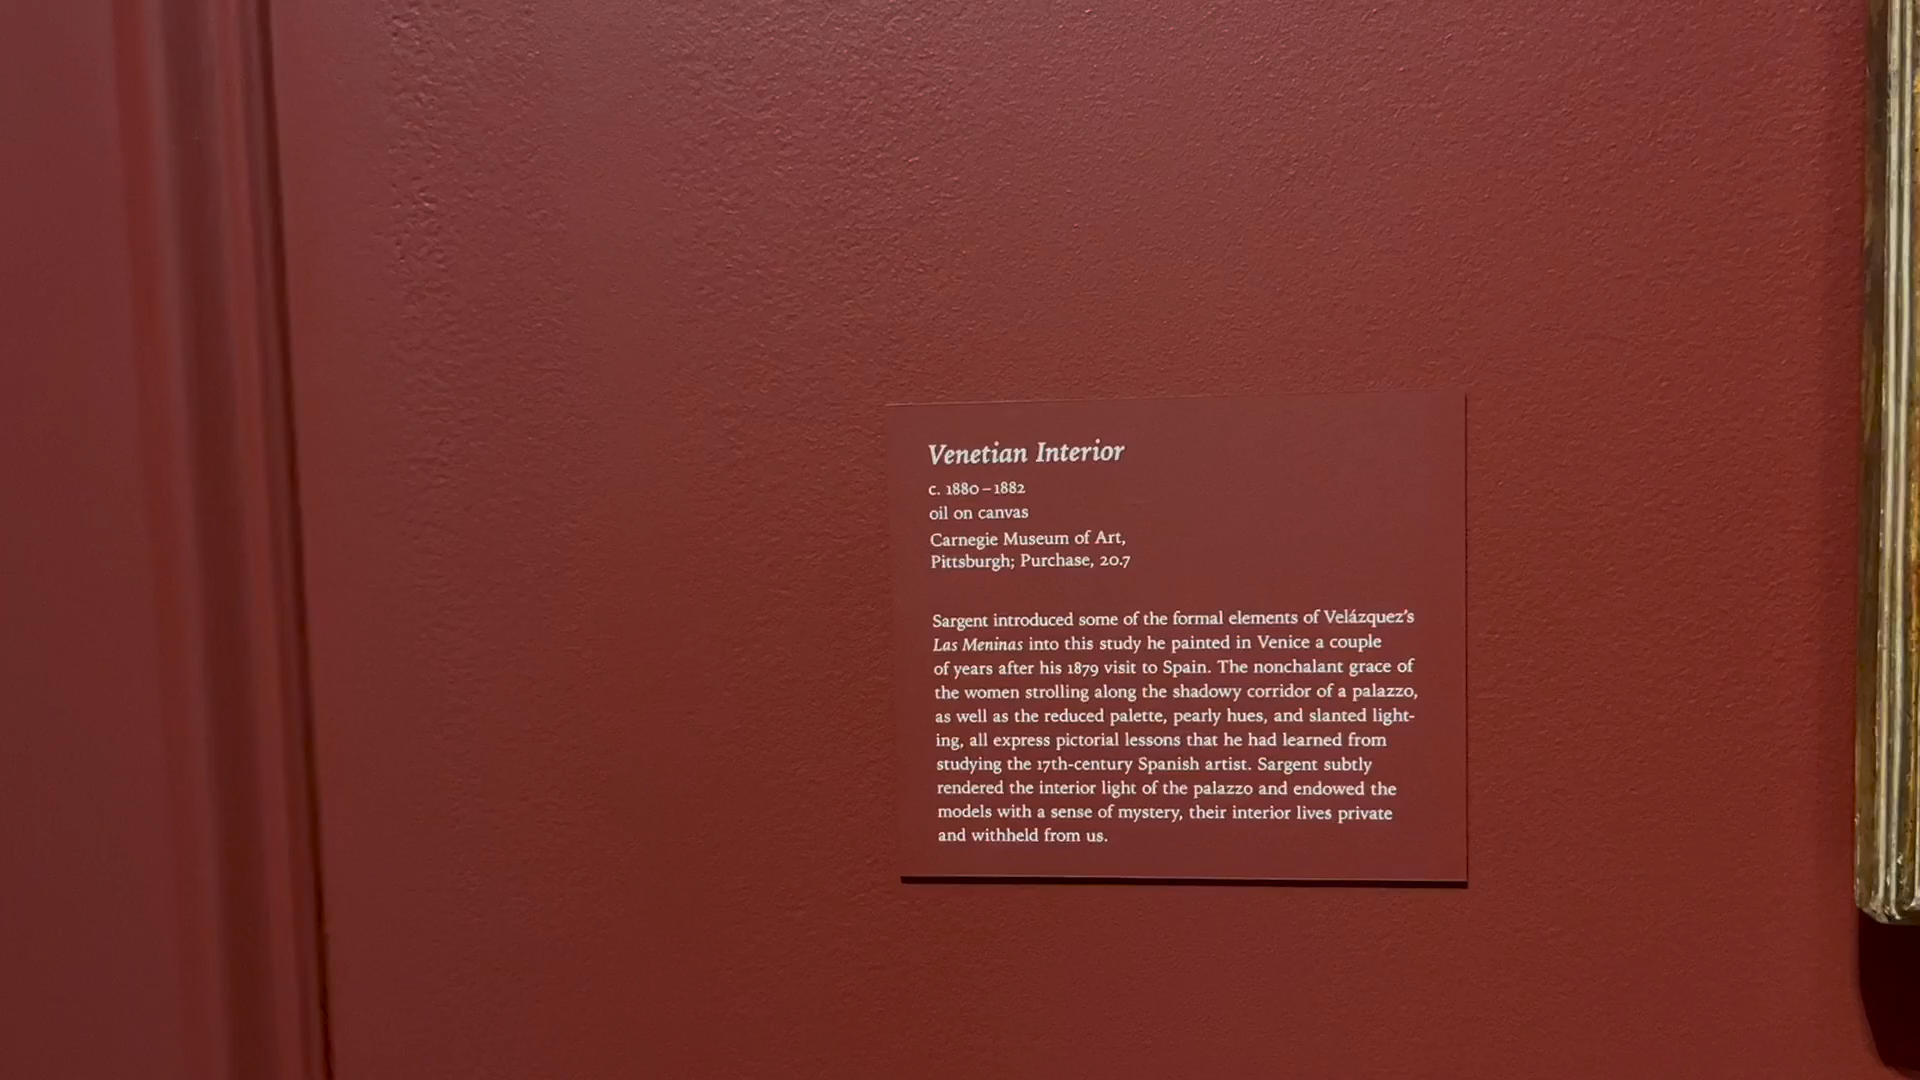 Venetian Interior
c. 1880–1882
oil on canvas
Carnegie Museum of Art,
Pittsburgh; Purchase, 20.7
Sargent introduced some of the formal elements of Velázquez's
Las Meninas into this study he painted in Venice a couple
of years after his 1879 visit to Spain. The nonchalant grace of
the women strolling along the shadowy corridor of a palazzo,
as well as the reduced palette, pearly hues, and slanted light-
ing, all express pictorial lessons that he had learned from
studying the 17th-century Spanish artist. Sargent subtly
rendered the interior light of the palazzo and endowed the
models with a sense of mystery, their interior lives private
and withheld from us.